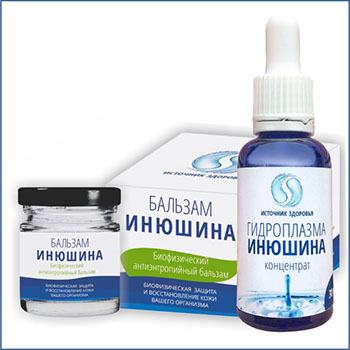 ИСТОЧНИК ЗДОРОВЬЯ
БАЛЬЗАМ
ИНЮШИНА
Биофизический
антиэнтропийный бальзам
БИОФИЗИЧЕСКАЯ ЗАЩИТА
И ВОССТАНОВЛЕНИЕ КОЖИ
ВАШЕГО ОРГАНИЗМА
БАЛЬЗАМ
ИНЮШИНА
Биофизический
антиэнтропийный бальзам
БИОФИЗИЧЕСКАЯ ЗАЩИТА
И ВОССТАНОВЛЕНИЕ КОЖИ
ВАШЕГО ОРГАНИЗМА
ИСТОЧНИК ЗДОРОВЬЯ
ГИДРОПЛАЗМА
ИНЮШИНА
концентрат